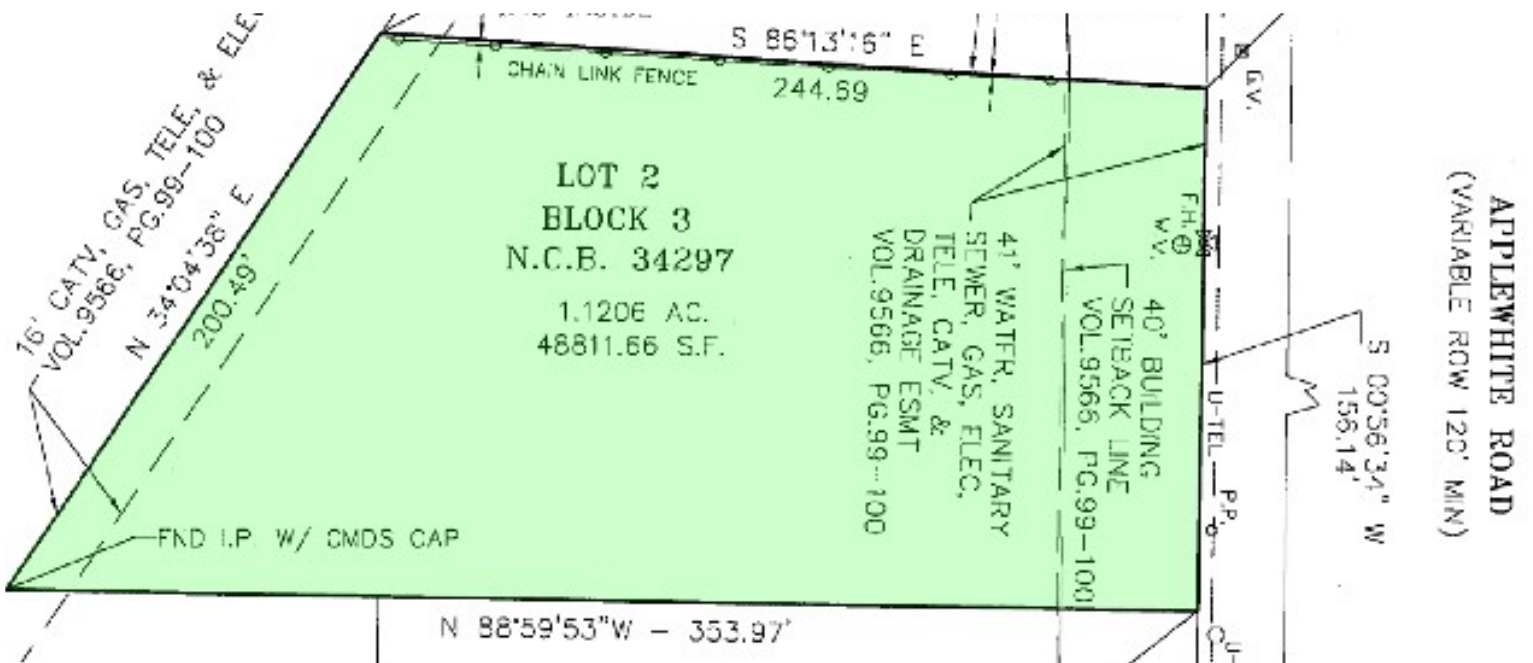 S 86°13'16" E
244.69
CHAIN LINK FENCE
16' CATV, GAS, TELE, & ELEC
VOL.9566, PG.99-100
N 34°04'38" E
200.49'
LOT 2
BLOCK 3
N.C.B. 34297
1.1206 AC.
48811.66 S.F.
41' WATER, SANITARY
SEWER, GAS, ELEC,
TELE, CATV, &
DRAINAGE ESMT
VOL.9566, PG.99-100
40' BUILDING
SETBACK LINE
VOL.9566, PG.99-100
G.V.
F.H.
W.V.
U-TEL
P.P.
U-
S 00°56'34" W
156.14'
APPLEWHITE ROAD
(VARIABLE ROW 120' MIN)
FND I.P. W/ CMDS CAP
N 88°59'53"W - 353.97'